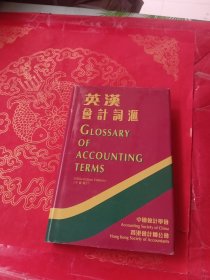 英漢
會計詞滙
GLOSSARY
OF
ACCOUNTING
TERMS
中國會計學會
Accounting Society of China
香港會計師公會
Hong Kong Society of Accountants